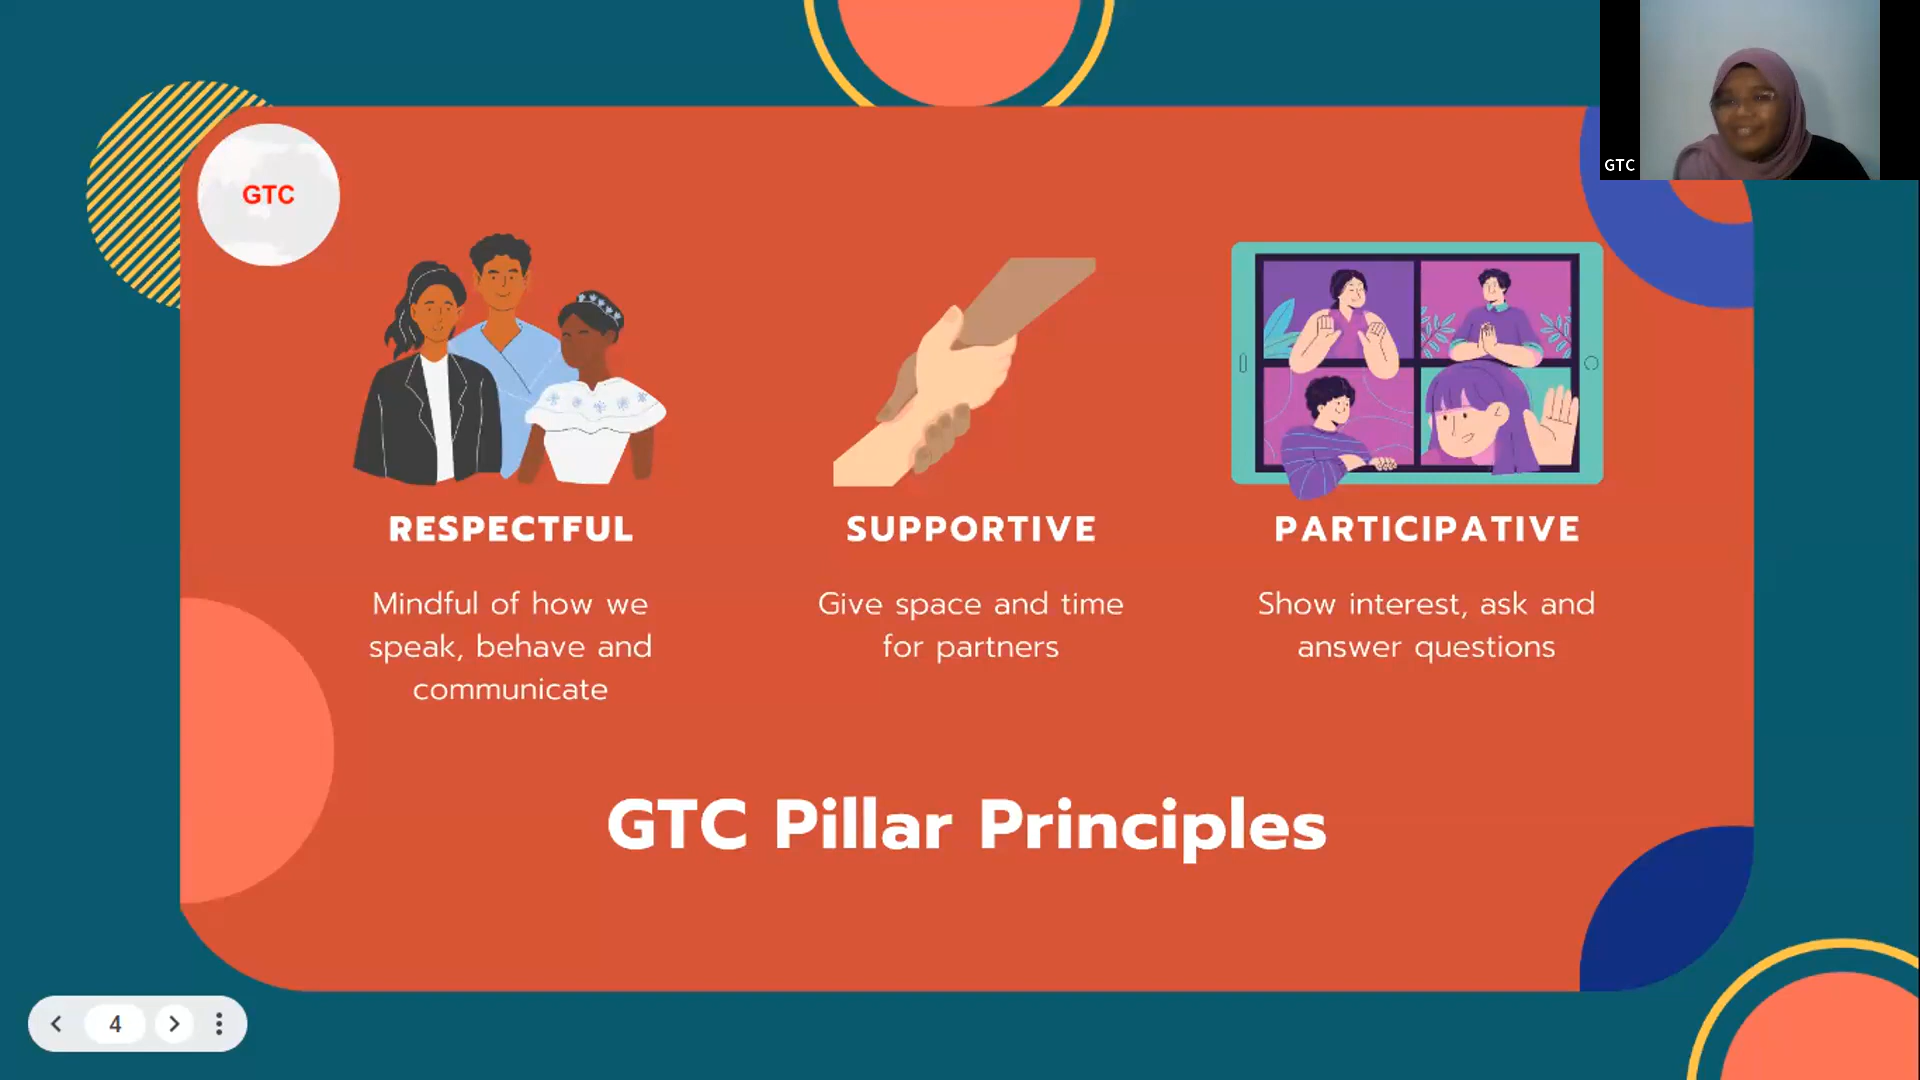 GTC
GTC
RESPECTFUL
Mindful of how we
speak, behave and
communicate
SUPPORTIVE
Give space and time
for partners
PARTICIPATIVE
Show interest, ask and
answer questions
GTC Pillar Principles
4